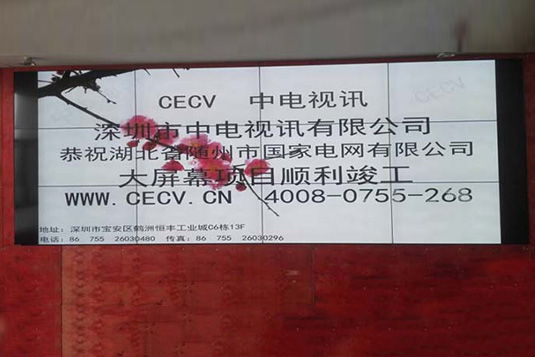 CECV 中电视讯
深圳市中电视讯有限公司
恭祝湖北省随州市国家电网有限公司
大屏幕项目顺利竣工
WWW.CECV.CN 4008-0755-268
地址：深圳市宝安区鹤洲恒丰工业城C6栋13F
电话：86 755 26030480 传真：86 755 26030296